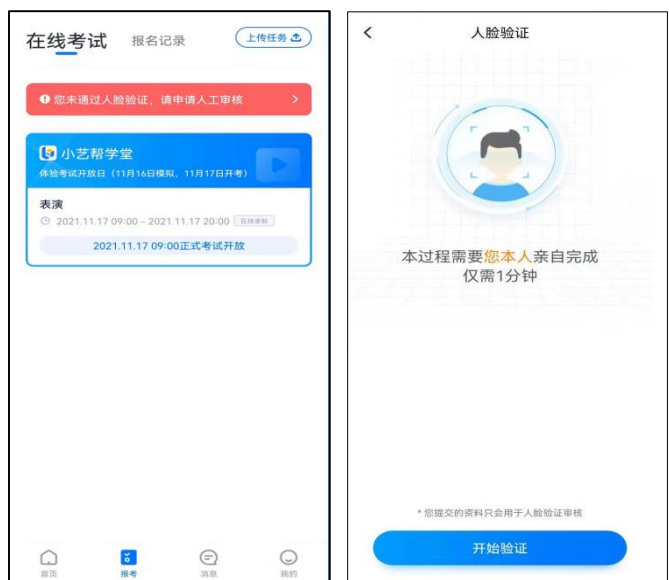 在线考试 报名记录 上传任务
您未通过人脸验证，请申请人工审核
小艺帮学堂
体验考试开放日（11月16日模拟，11月17日开考）
表演
2021.11.17 09:00 - 2021.11.17 20:00 在线录制
2021.11.17 09:00正式考试开放
首页 报考 消息 我的
人脸验证
本过程需要您本人亲自完成
仅需1分钟
* 您提交的资料只会用于人脸验证审核
开始验证